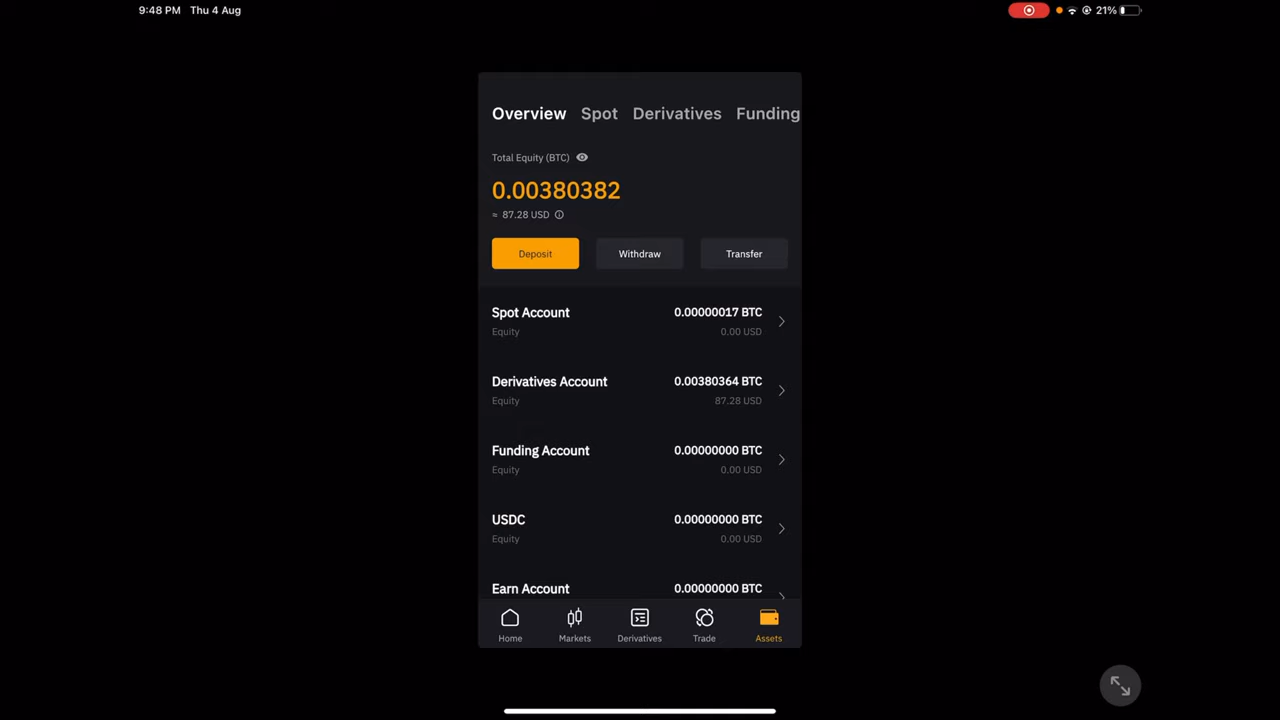 9:48 PM Thu 4 Aug 21%
Overview Spot Derivatives Funding
Total Equity (BTC)
0.00380382
≈ 87.28 USD
Deposit Withdraw Transfer
Spot Account 0.00000017 BTC
Equity 0.00 USD
Derivatives Account 0.00380364 BTC
Equity 87.28 USD
Funding Account 0.00000000 BTC
Equity 0.00 USD
USDC 0.00000000 BTC
Equity 0.00 USD
Earn Account 0.00000000 BTC
Home Markets Derivatives Trade Assets